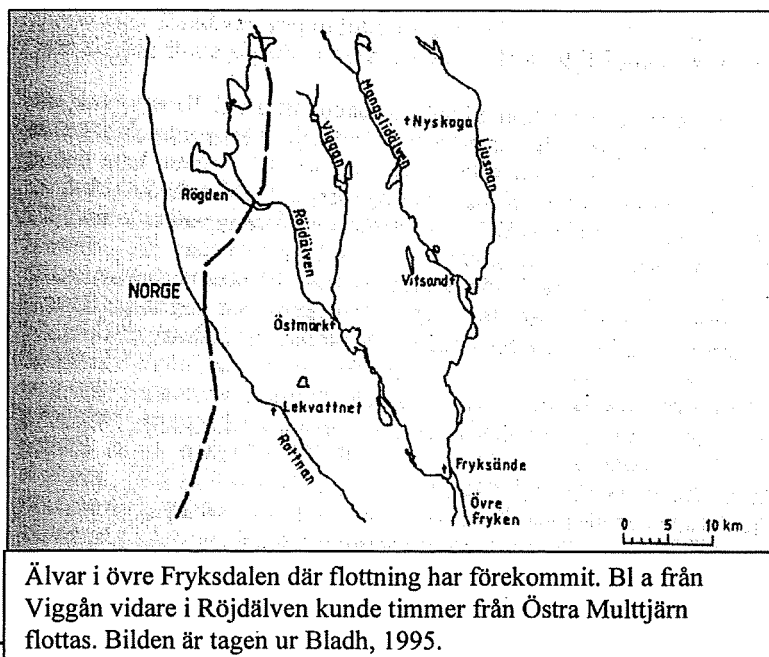 Mangslidälven
Nyskoga
Viggån
Ljusnan
Rögden
Röjdälven
Vitsand
NORGE
Östmark
Lekvattnet
Rottnan
Fryksände
Övre
Fryken
0 5 10 km
Älvar i övre Fryksdalen där flottning har förekommit. Bl a från
Viggån vidare i Röjdälven kunde timmer från Östra Multtjärn
flottas. Bilden är tagen ur Bladh, 1995.